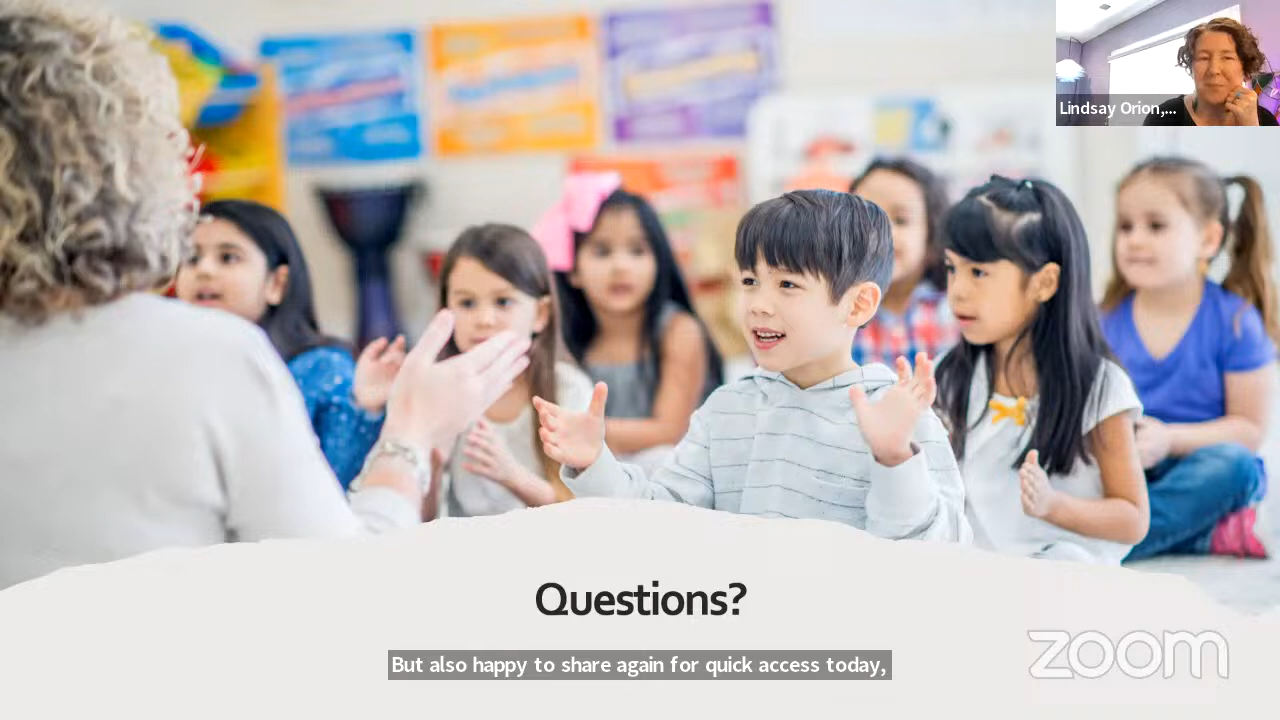 Lindsay Orion,...
Questions?
But also happy to share again for quick access today,
zoom